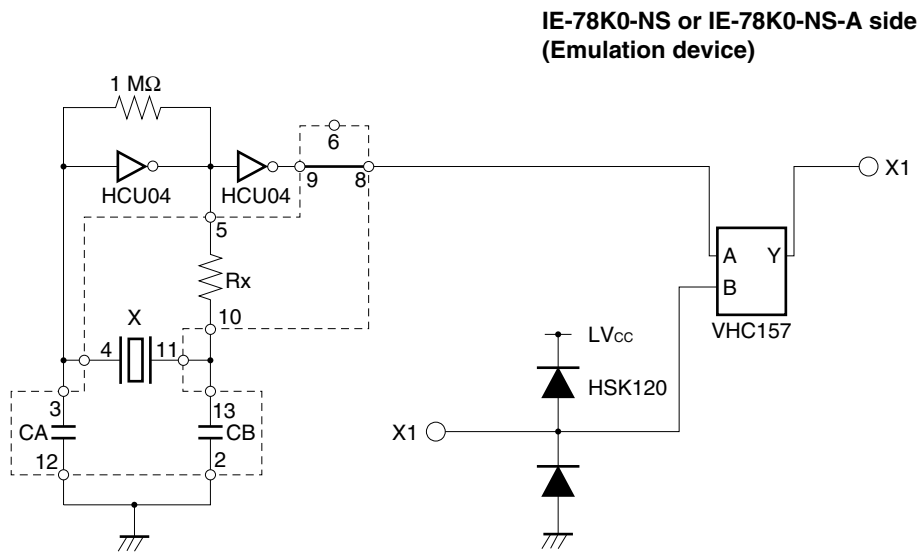 IE-78K0-NS or IE-78K0-NS-A side
(Emulation device)
1 MΩ
6
HCU04
HCU04
9
8
X1
5
A
Y
Rx
B
10
VHC157
X
LVCC
4
11
HSK120
3
13
CA
CB
X1
12
2